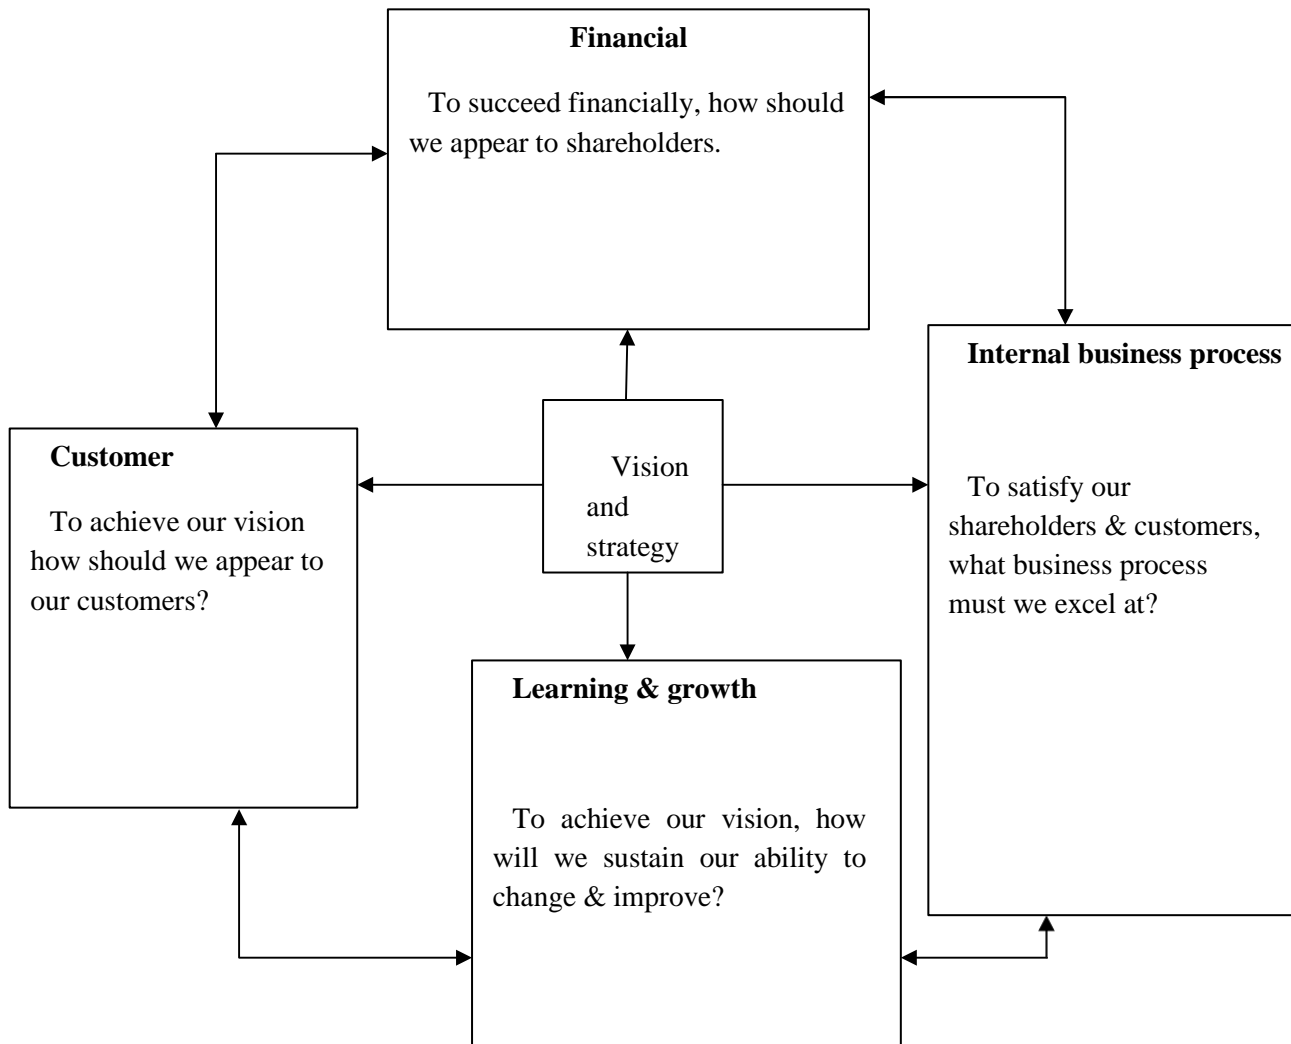 Financial
To succeed financially, how should
we appear to shareholders.
Internal business process
To satisfy our
shareholders & customers,
what business process
must we excel at?
Customer
To achieve our vision
how should we appear to
our customers?
Vision
and
strategy
Learning & growth
To achieve our vision, how
will we sustain our ability to
change & improve?